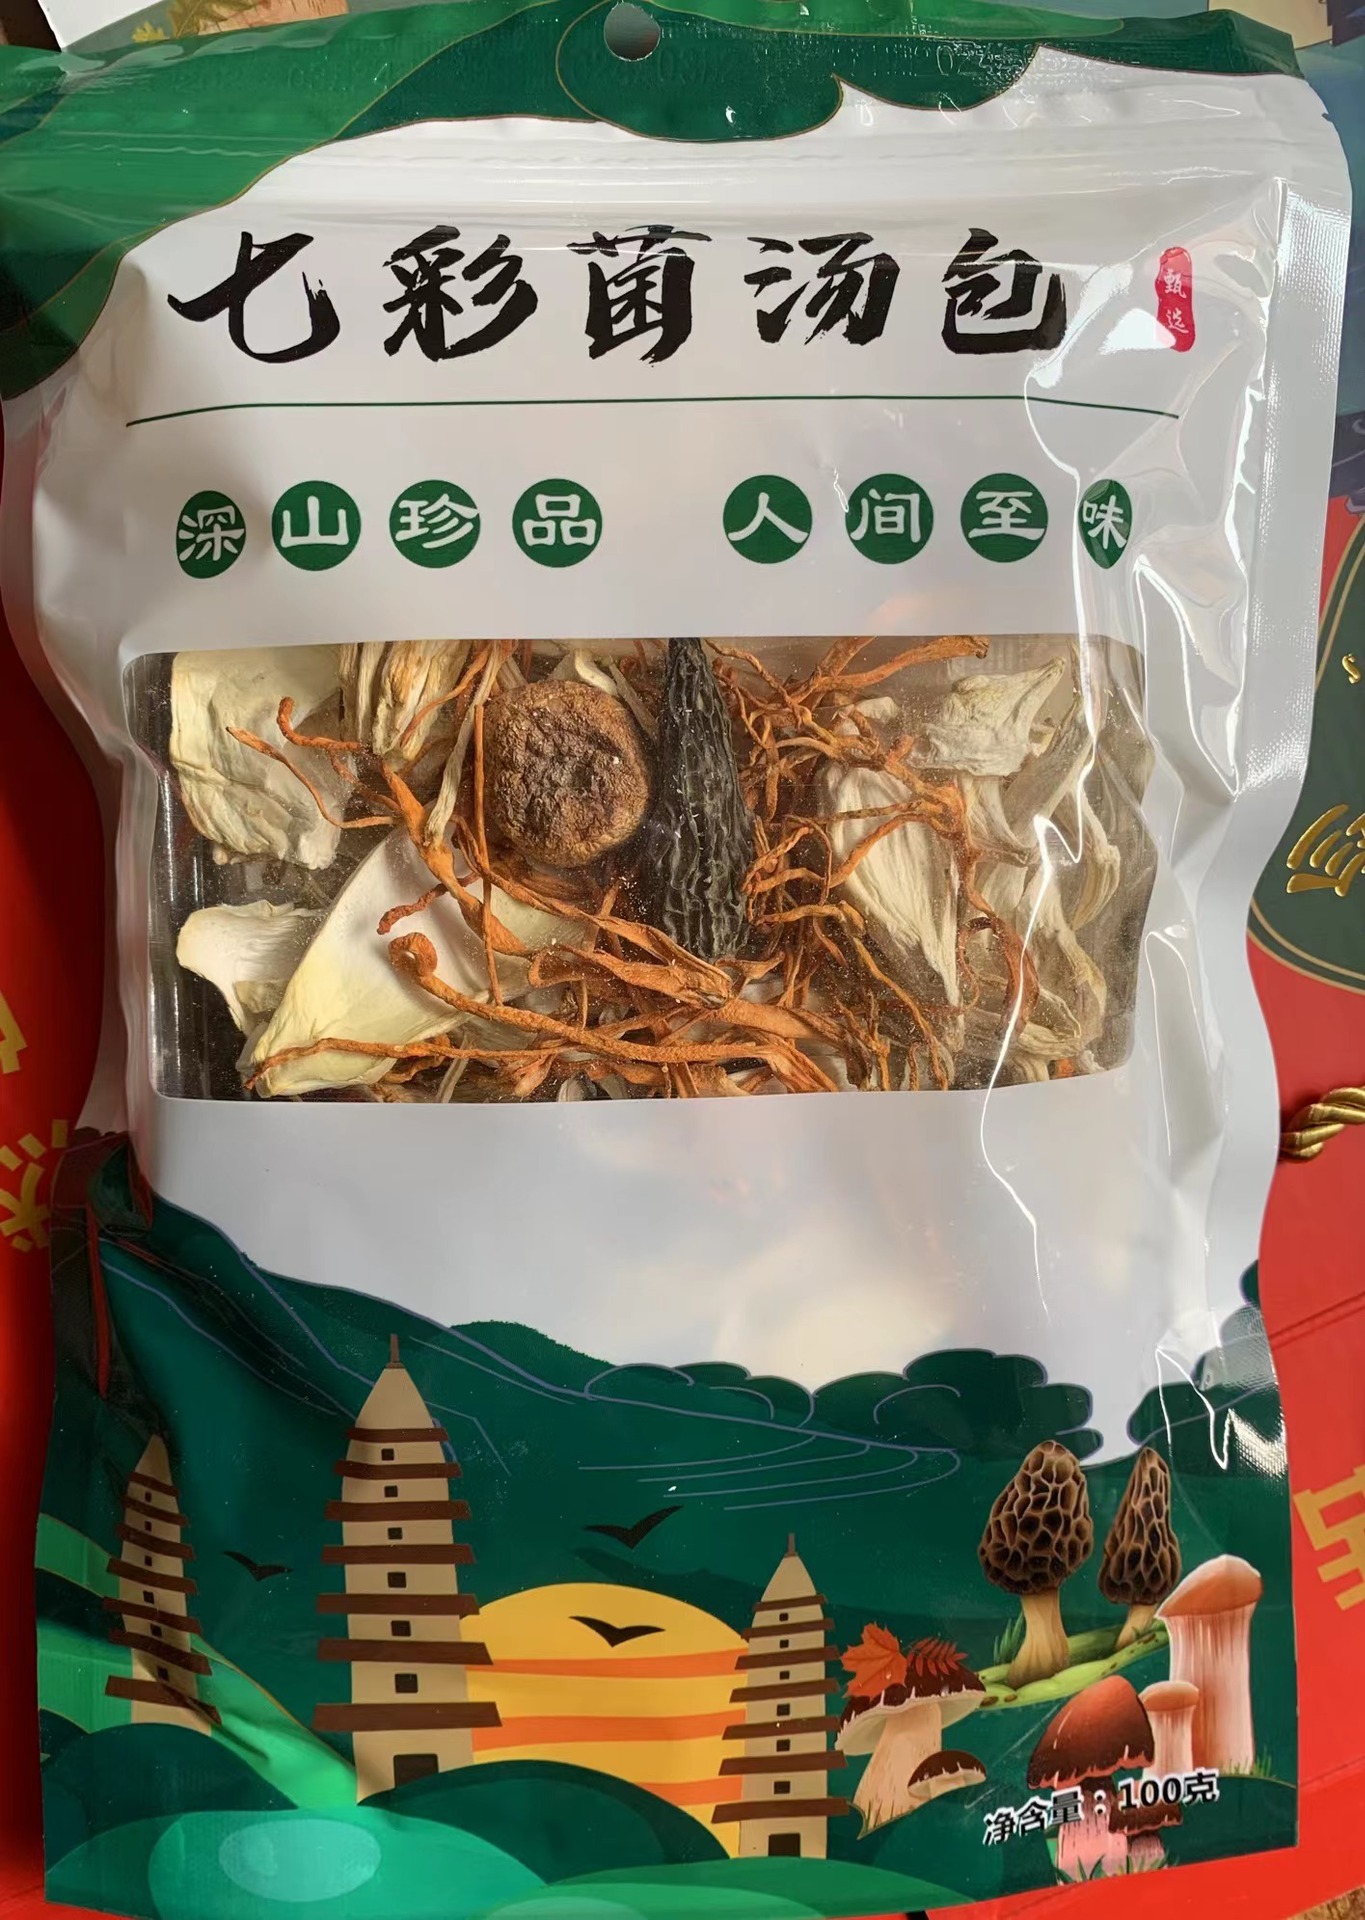 七彩菌汤包
甄选
深山珍品 人间至味
净含量：100克